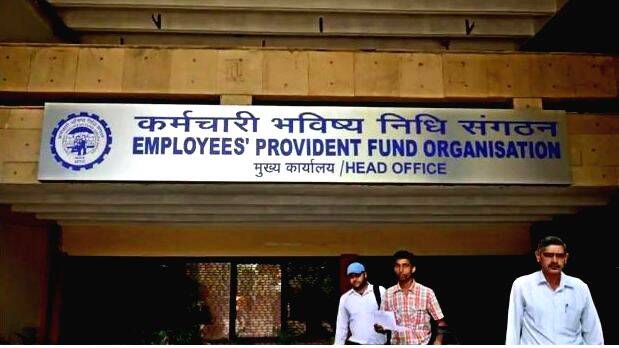 कर्मचारी भविष्य निधि संगठन
EMPLOYEES' PROVIDENT FUND ORGANISATION
मुख्य कार्यालय /HEAD OFFICE